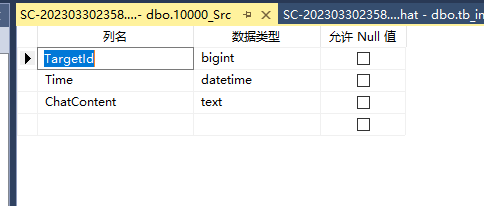 SC-202303302358....- dbo.10000_Src
SC-202303302358....hat - dbo.tb_in
列名 数据类型 允许 Null 值
TargetId bigint
Time datetime
ChatContent text